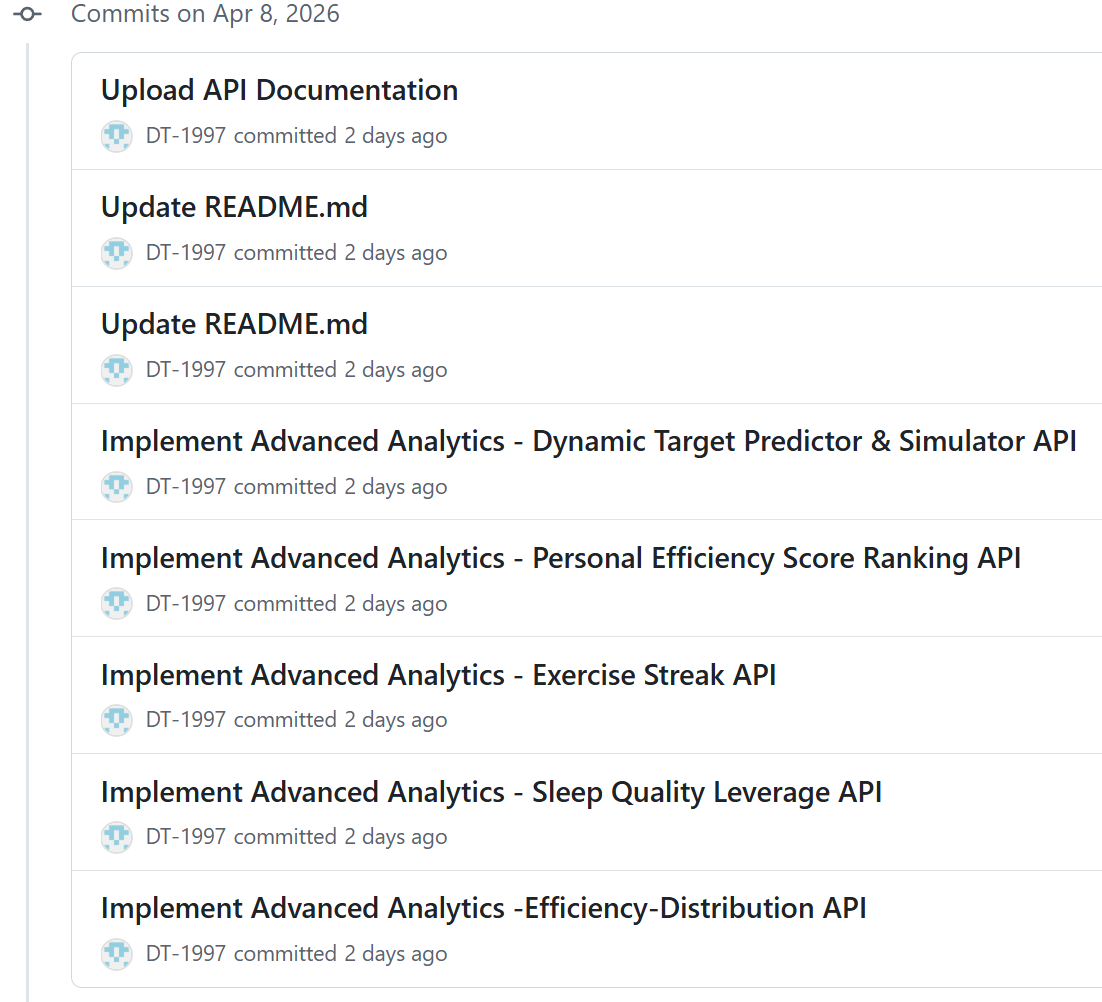 Commits on Apr 8, 2026
Upload API Documentation
DT-1997 committed 2 days ago
Update README.md
DT-1997 committed 2 days ago
Update README.md
DT-1997 committed 2 days ago
Implement Advanced Analytics - Dynamic Target Predictor & Simulator API
DT-1997 committed 2 days ago
Implement Advanced Analytics - Personal Efficiency Score Ranking API
DT-1997 committed 2 days ago
Implement Advanced Analytics - Exercise Streak API
DT-1997 committed 2 days ago
Implement Advanced Analytics - Sleep Quality Leverage API
DT-1997 committed 2 days ago
Implement Advanced Analytics -Efficiency-Distribution API
DT-1997 committed 2 days ago